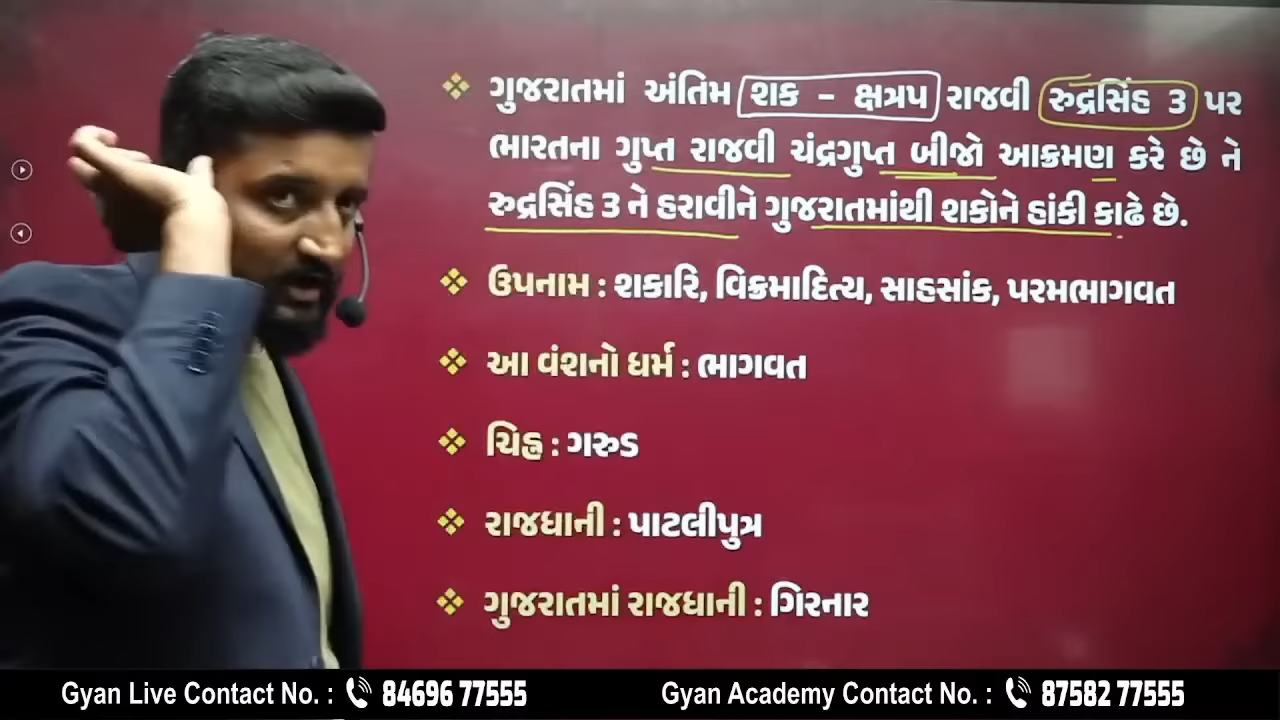 ગુજરાતમાં અંતિમ શક – ક્ષત્રપ રાજવી રુદ્રસિંહ 3 પર
ભારતના ગુપ્ત રાજવી ચંદ્રગુપ્ત બીજો આક્રમણ કરે છે ને
રુદ્રસિંહ 3 ને હરાવીને ગુજરાતમાંથી શકોને હાંકી કાઢે છે.
ઉપનામ : શકારિ, વિક્રમાદિત્ય, સાહસાંક, પરમભાગવત
આ વંશનો ધર્મ : ભાગવત
ચિહ્ન : ગરુડ
રાજધાની : પાટલીપુત્ર
ગુજરાતમાં રાજધાની : ગિરનાર
Gyan Live Contact No. : 84696 77555
Gyan Academy Contact No. : 87582 77555